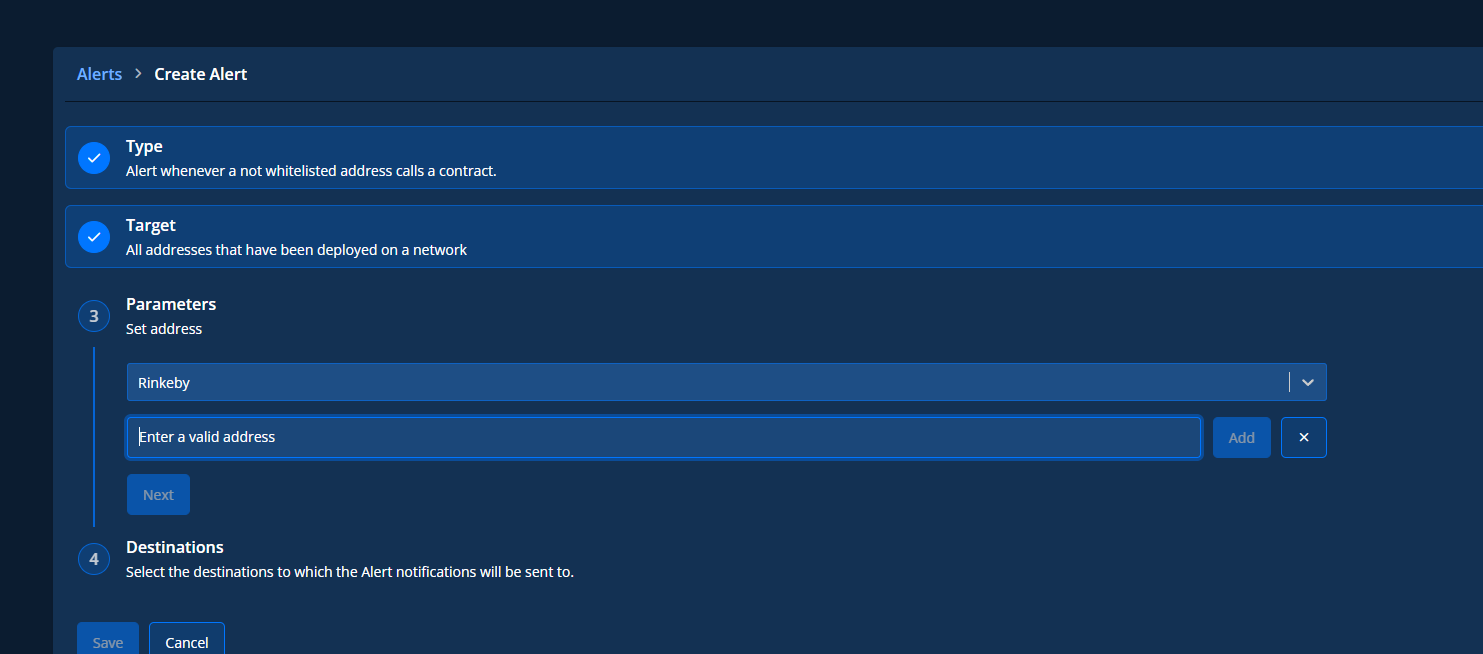 Alerts > Create Alert
Type
Alert whenever a not whitelisted address calls a contract.
Target
All addresses that have been deployed on a network
3
Parameters
Set address
Rinkeby
Enter a valid address
Add
×
Next
4
Destinations
Select the destinations to which the Alert notifications will be sent to.
Save
Cancel